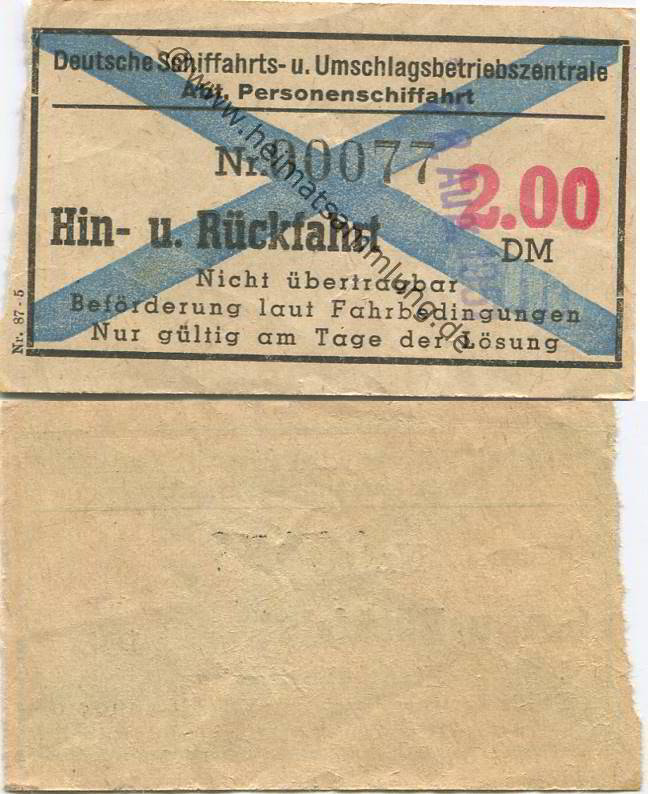 Deutsche Schiffahrts- u. Umschlagsbetriebszentrale
Abt. Personenschiffahrt
Nr. 00077
2.00
Hin- u. Rückfahrt
DM
Nicht übertragbar
Beförderung laut Fahrbedingungen
Nur gültig am Tage der Lösung
Nr. 87-5
© www.heimatsammlung.de